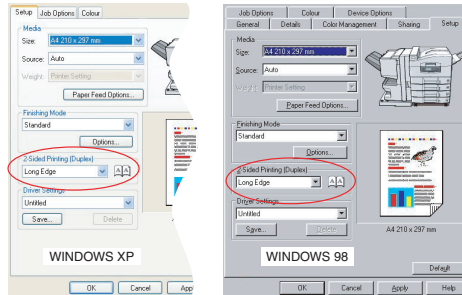 Setup Job Options Colour
Media
Size: A4 210 x 297 mm
Source: Auto
Weight: Printer Setting
Paper Feed Options...
Finishing Mode
Standard
Options...
2-Sided Printing (Duplex)
Long Edge
Driver Settings
Untitled
Save... Delete
WINDOWS XP
OK Cancel App
Job Options Colour Device Options
General Details Color Management Sharing Setup
Media
Size: A4 210 x 297 mm
Source: Auto
Weight: Printer Setting
Paper Feed Options...
Finishing Mode
Standard
Options...
2-Sided Printing (Duplex)
Long Edge
Driver Settings
Untitled
Save... Delete
A4 210 x 297 mm
WINDOWS 98
Default
OK Cancel Apply Help